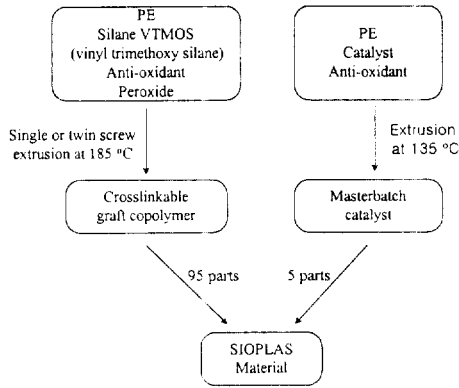 PE
Silane VTMOS
(vinyl trimethoxy silane)
Anti-oxidant
Peroxide
PE
Catalyst
Anti-oxidant
Single or twin screw
extrusion at 185 °C
Extrusion
at 135 °C
Crosslinkable
graft copolymer
Masterbatch
catalyst
95 parts
5 parts
SIOPLAS
Material